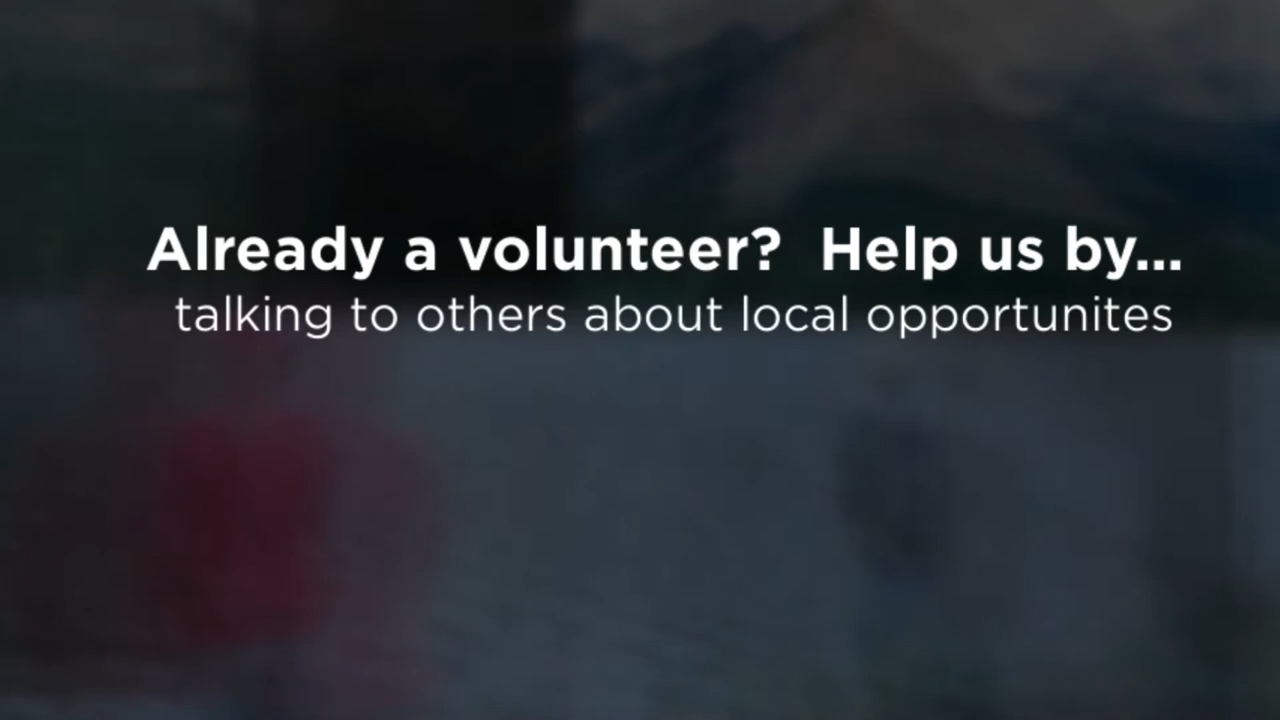 Already a volunteer?  Help us by...
talking to others about local opportunites